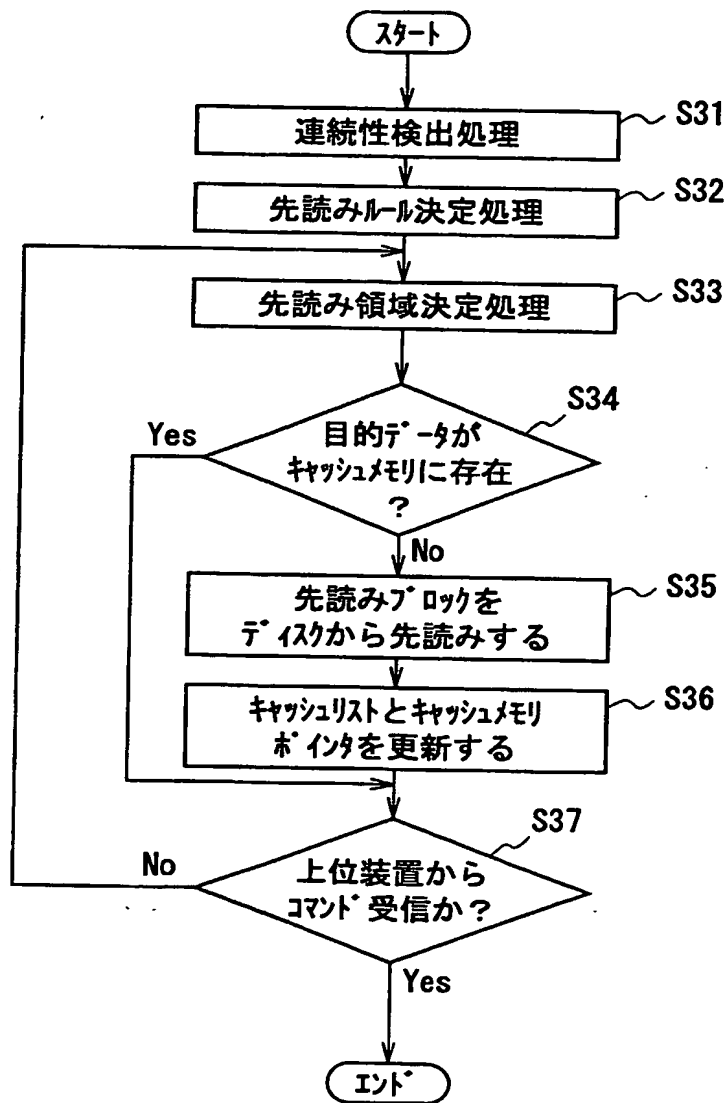 スタート
S31
連続性検出処理
S32
先読みルール決定処理
S33
先読み領域決定処理
S34
Yes
目的データが
キャッシュメモリに存在
?
No
S35
先読みブロックを
ディスクから先読みする
S36
キャッシュリストとキャッシュメモリ
ポインタを更新する
S37
No
上位装置から
コマンド受信か?
Yes
エンド